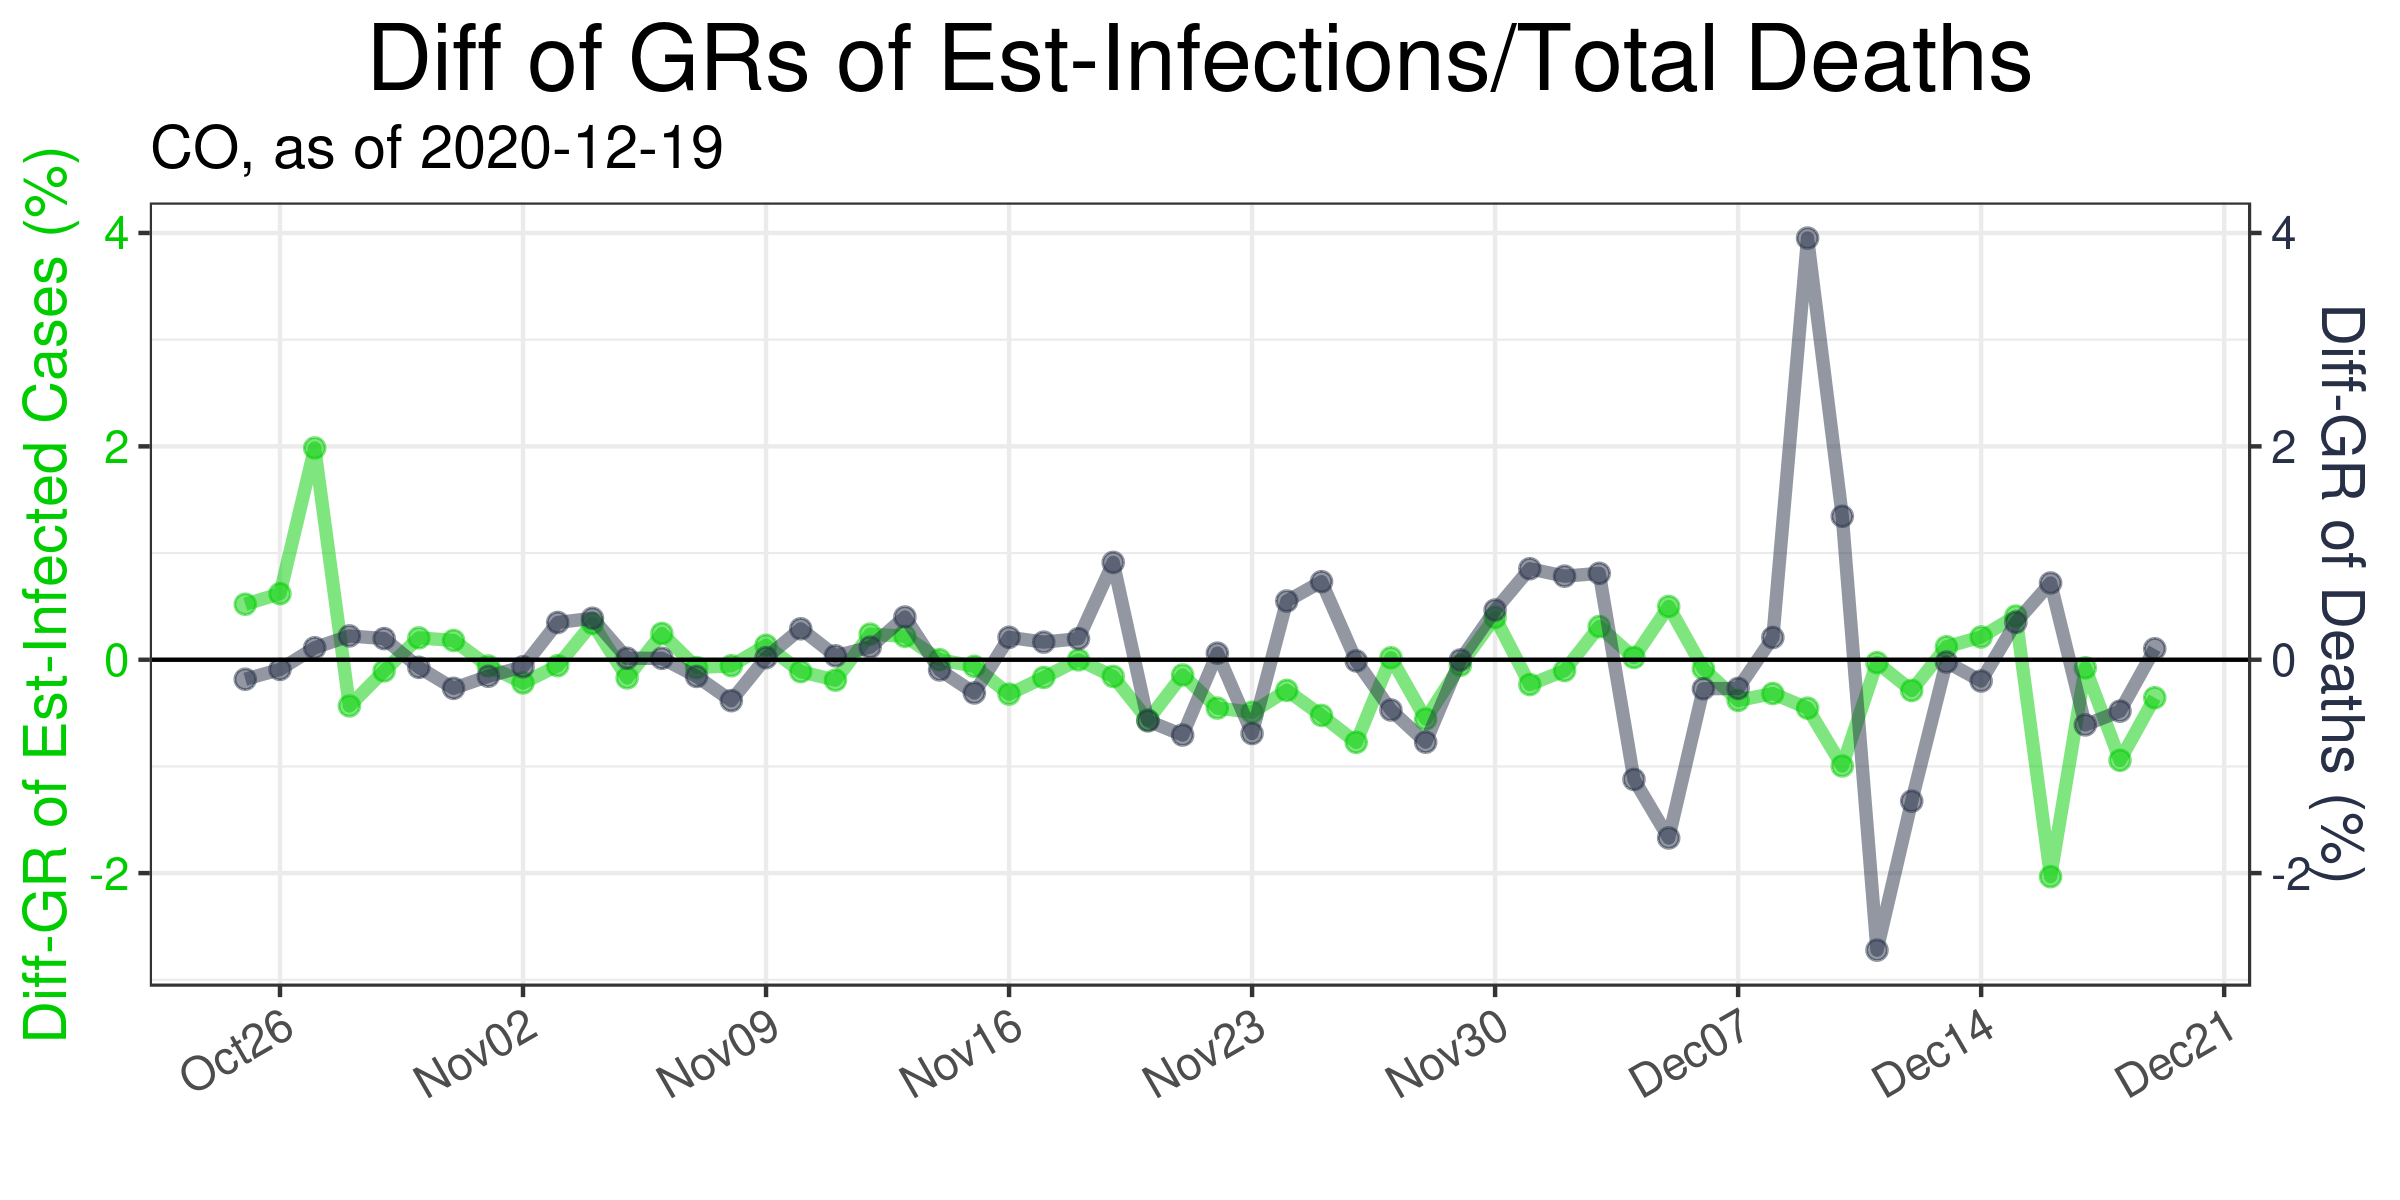 Diff of GRs of Est-Infections/Total Deaths
CO, as of 2020-12-19
Diff-GR of Est-Infected Cases (%)
4
2
0
-2
4
2
0
-2
Diff-GR of Deaths (%)
Oct26
Nov02
Nov09
Nov16
Nov23
Nov30
Dec07
Dec14
Dec21